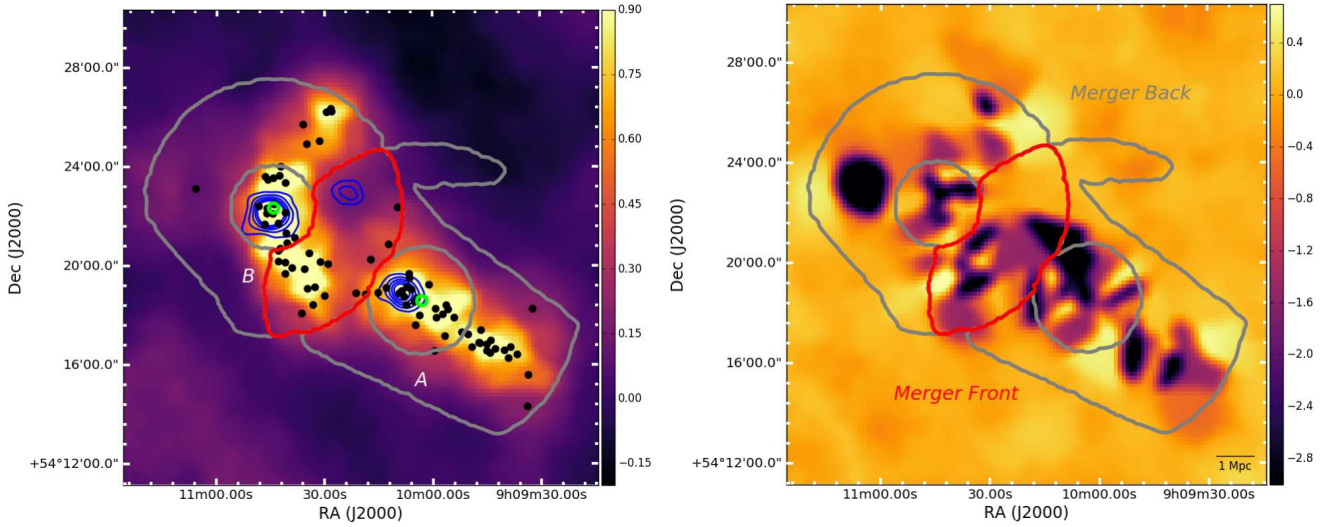 0.90
0.75
0.60
0.45
0.30
0.15
0.00
−0.15
28'00.0"
24'00.0"
20'00.0"
16'00.0"
+54°12'00.0"
Dec (J2000)
B
A
11m00.00s
30.00s
10m00.00s
9h09m30.00s
RA (J2000)
0.4
0.0
−0.4
−0.8
−1.2
−1.6
−2.0
−2.4
−2.8
28'00.0"
24'00.0"
20'00.0"
16'00.0"
+54°12'00.0"
Dec (J2000)
Merger Back
Merger Front
1 Mpc
11m00.00s
30.00s
10m00.00s
9h09m30.00s
RA (J2000)